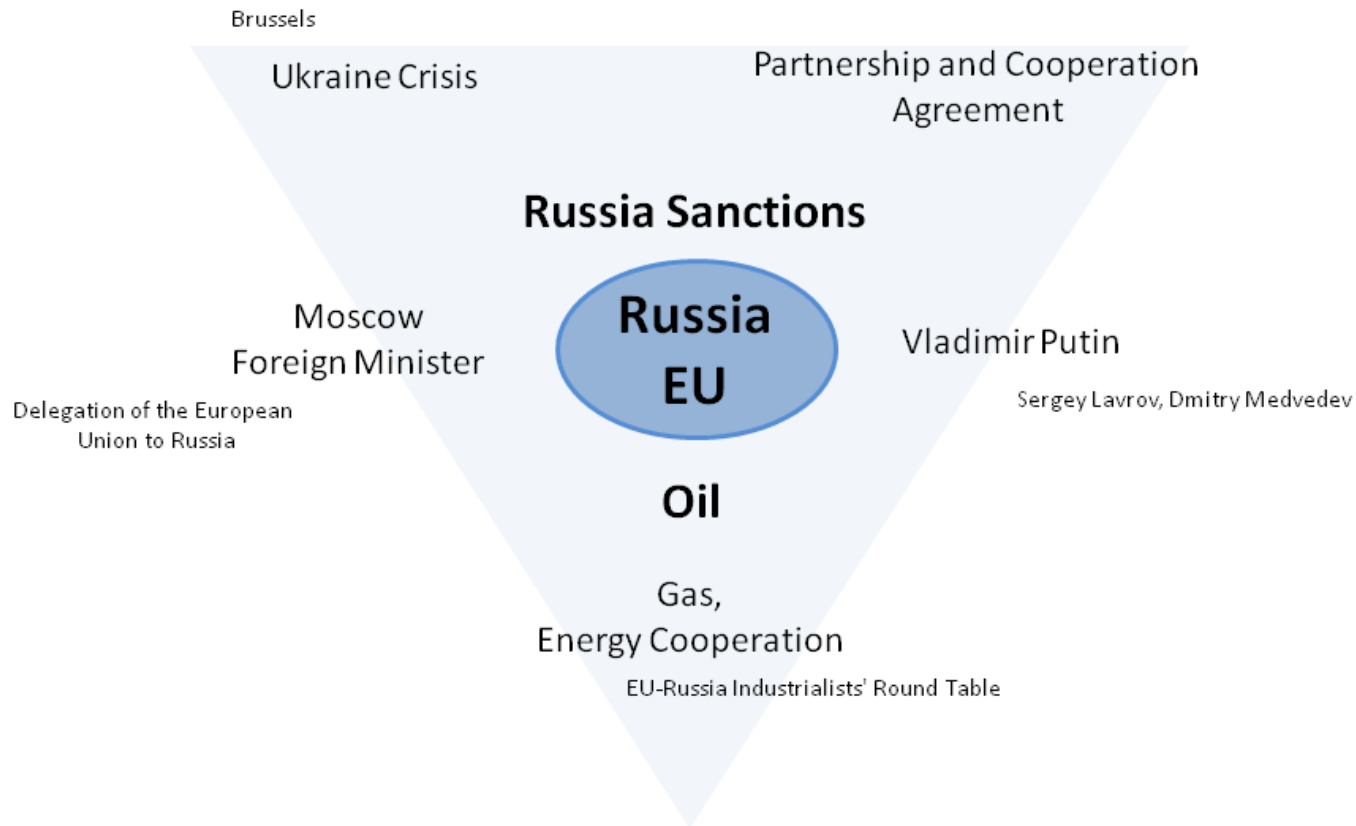 Brussels
Ukraine Crisis
Partnership and Cooperation
Agreement
Russia Sanctions
Russia
EU
Moscow
Foreign Minister
Vladimir Putin
Delegation of the European
Union to Russia
Sergey Lavrov, Dmitry Medvedev
Oil
Gas,
Energy Cooperation
EU-Russia Industrialists' Round Table